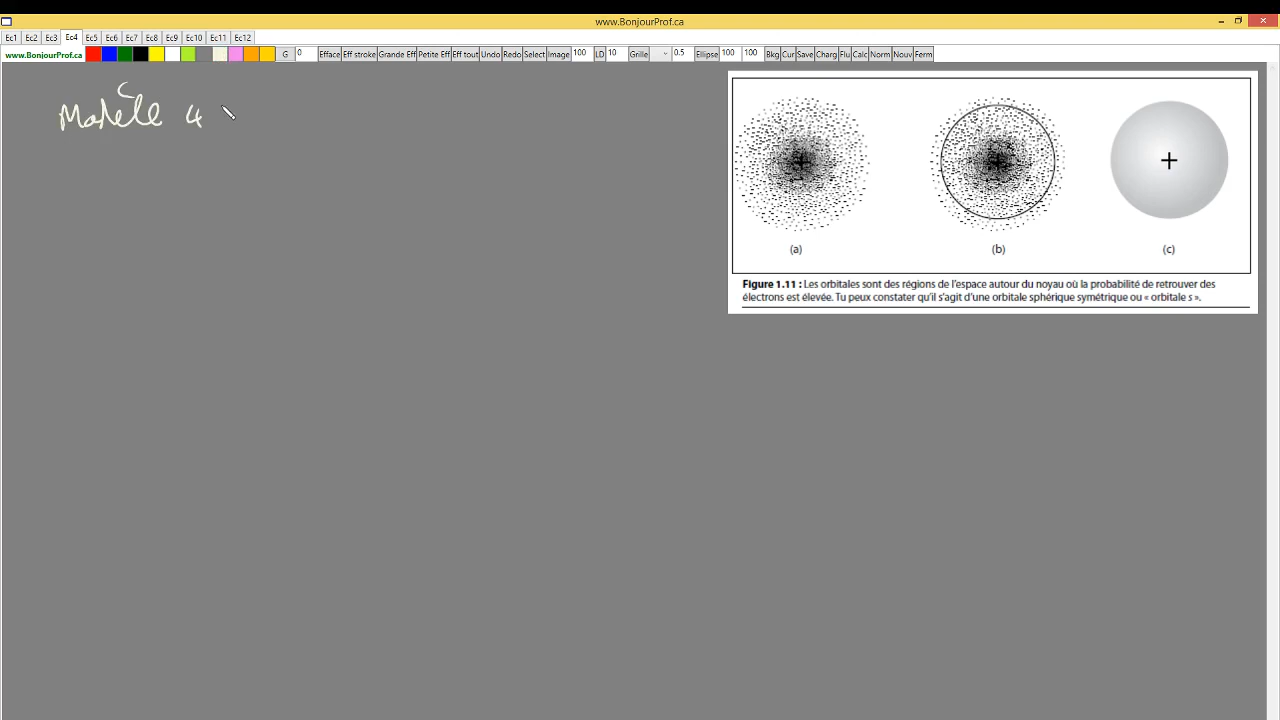 www.BonjourProf.ca
Ec1 Ec2 Ec3 Ec4 Ec5 Ec6 Ec7 Ec8 Ec9 Ec10 Ec11 Ec12
www.BonjourProf.ca G 0 Efface Eff stroke Grande Eff Petite Eff Eff tout Undo Redo Select Image 100 LD 10 Grille 0.5 Ellipse 100 100 Bkg Cur Save Charg Flu Calc Norm Nouv Ferm
Modèle 4
(a) (b) (c)
Figure 1.11 : Les orbitales sont des régions de l'espace autour du noyau où la probabilité de retrouver des
électrons est élevée. Tu peux constater qu'il s'agit d'une orbitale sphérique symétrique ou « orbitale s ».